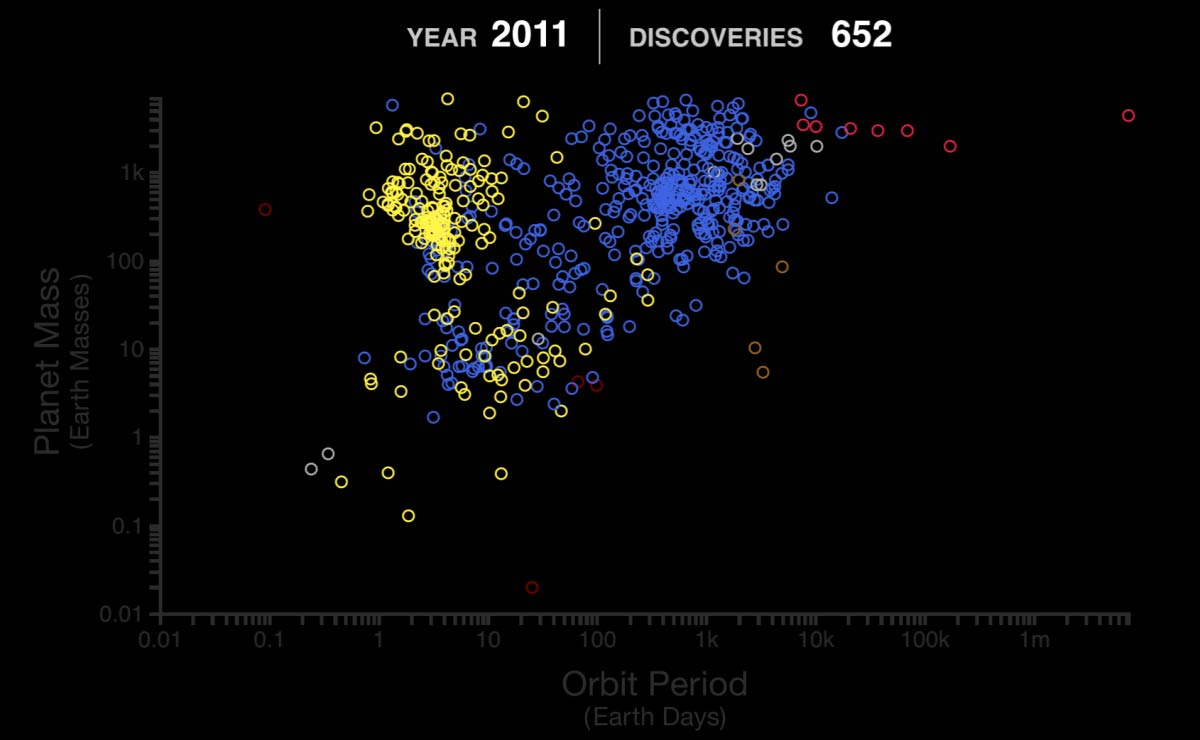 YEAR 2011 DISCOVERIES 652
1k
100
10
1
0.1
0.01
Planet Mass
(Earth Masses)
0.01 0.1 1 10 100 1k 10k 100k 1m
Orbit Period
(Earth Days)